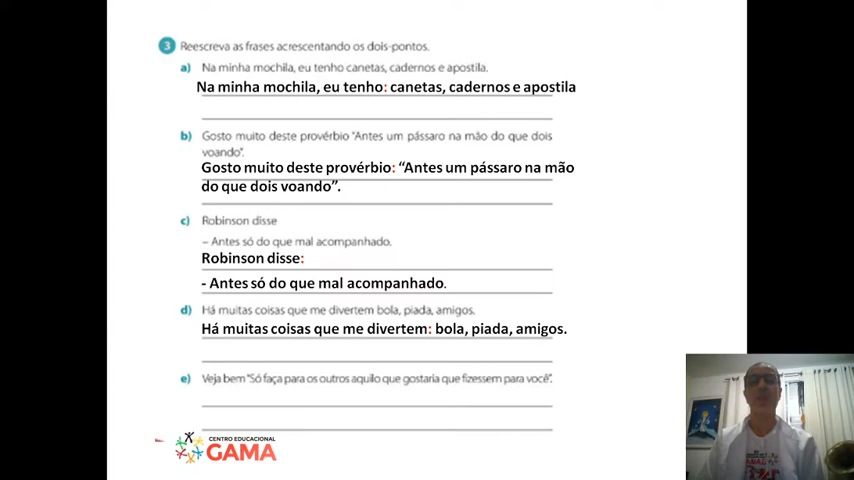 3 Reescreva as frases acrescentando os dois-pontos.
a) Na minha mochila, eu tenho canetas, cadernos e apostila.
Na minha mochila, eu tenho: canetas, cadernos e apostila
b) Gosto muito deste provérbio "Antes um pássaro na mão do que dois
voando".
Gosto muito deste provérbio: “Antes um pássaro na mão
do que dois voando”.
c) Robinson disse
– Antes só do que mal acompanhado.
Robinson disse:
- Antes só do que mal acompanhado.
d) Há muitas coisas que me divertem bola, piada, amigos.
Há muitas coisas que me divertem: bola, piada, amigos.
e) Veja bem "Só faça para os outros aquilo que gostaria que fizessem para você".
CENTRO EDUCACIONAL
GAMA